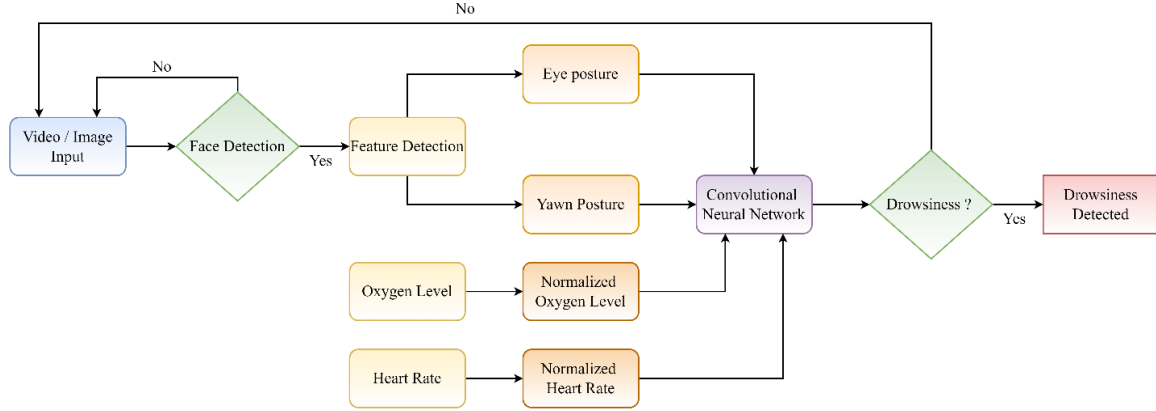 No
No
Eye posture
Video / Image
Input
Face Detection
Yes
Feature Detection
Yawn Posture
Convolutional
Neural Network
Drowsiness ?
Yes
Drowsiness
Detected
Oxygen Level
Normalized
Oxygen Level
Heart Rate
Normalized
Heart Rate